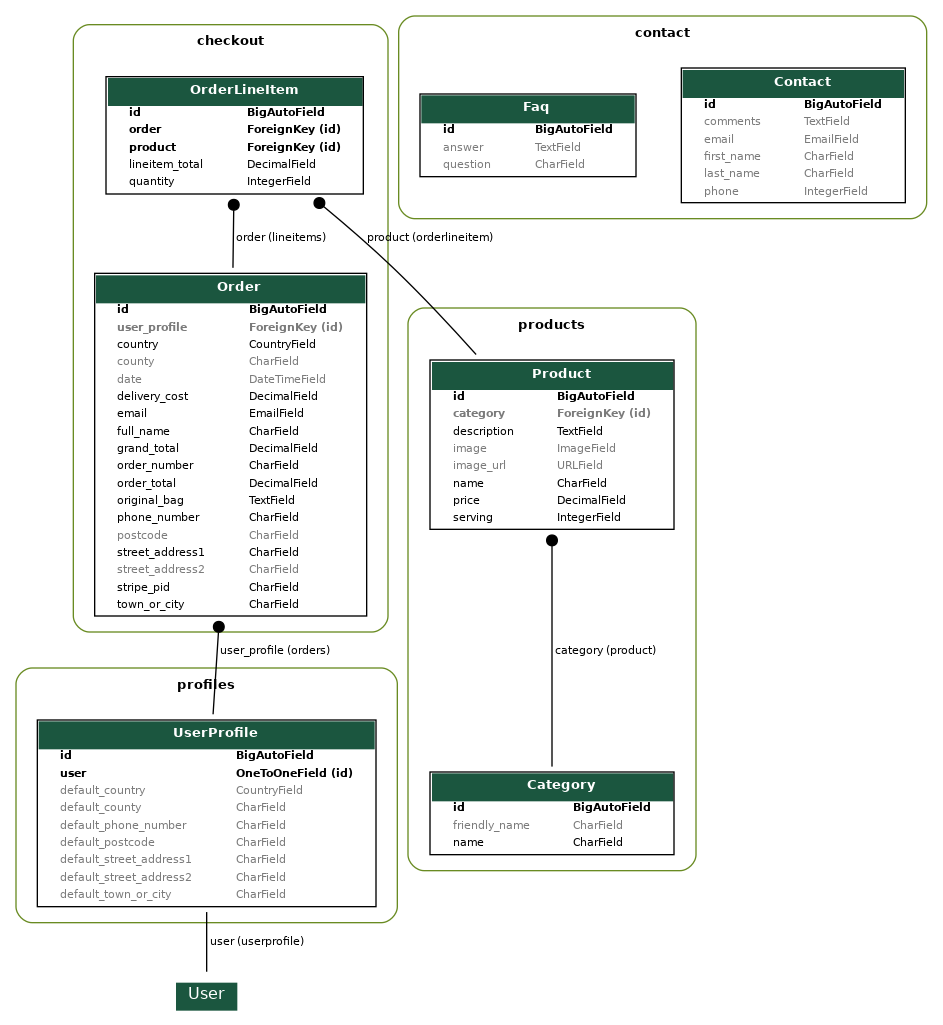 checkout
OrderLineItem
id BigAutoField
order ForeignKey (id)
product ForeignKey (id)
lineitem_total DecimalField
quantity IntegerField
order (lineitems)
product (orderlineitem)
Order
id BigAutoField
user_profile ForeignKey (id)
country CountryField
county CharField
date DateTimeField
delivery_cost DecimalField
email EmailField
full_name CharField
grand_total DecimalField
order_number CharField
order_total DecimalField
original_bag TextField
phone_number CharField
postcode CharField
street_address1 CharField
street_address2 CharField
stripe_pid CharField
town_or_city CharField
user_profile (orders)
contact
Faq
id BigAutoField
answer TextField
question CharField
Contact
id BigAutoField
comments TextField
email EmailField
first_name CharField
last_name CharField
phone IntegerField
products
Product
id BigAutoField
category ForeignKey (id)
description TextField
image ImageField
image_url URLField
name CharField
price DecimalField
serving IntegerField
category (product)
Category
id BigAutoField
friendly_name CharField
name CharField
profiles
UserProfile
id BigAutoField
user OneToOneField (id)
default_country CountryField
default_county CharField
default_phone_number CharField
default_postcode CharField
default_street_address1 CharField
default_street_address2 CharField
default_town_or_city CharField
user (userprofile)
User